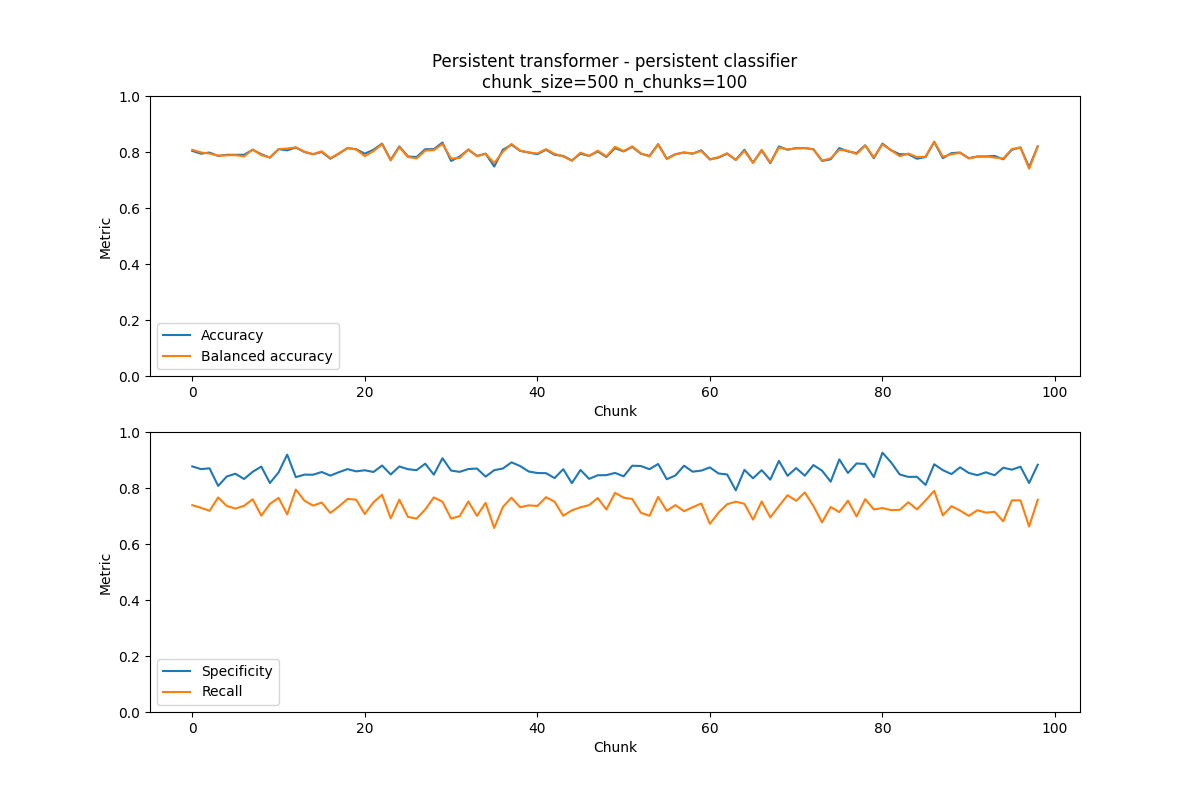 Persistent transformer - persistent classifier
chunk_size=500 n_chunks=100
1.0
0.8
0.6
0.4
0.2
0.0
Metric
Accuracy
Balanced accuracy
0 20 40 60 80 100
Chunk
1.0
0.8
0.6
0.4
0.2
0.0
Metric
Specificity
Recall
0 20 40 60 80 100
Chunk